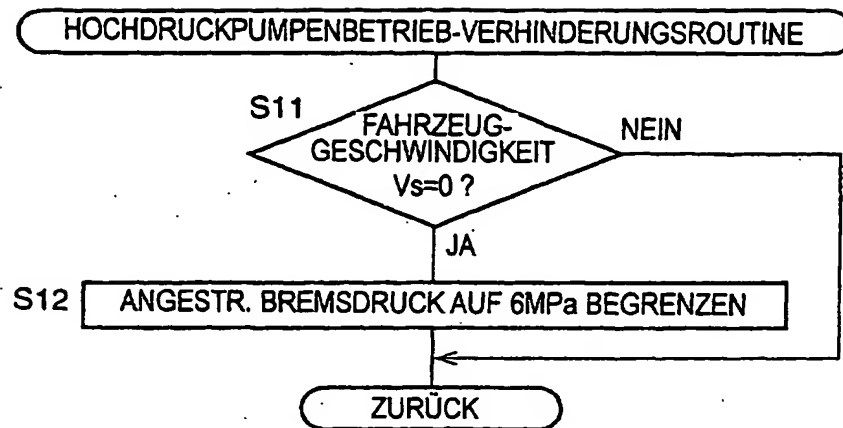 HOCHDRUCKPUMPENBETRIEB-VERHINDERUNGSROUTINE
S11
FAHRZEUG-
GESCHWINDIGKEIT
Vs=0 ?
NEIN
JA
S12
ANGESTR. BREMSDRUCK AUF 6MPa BEGRENZEN
ZURÜCK